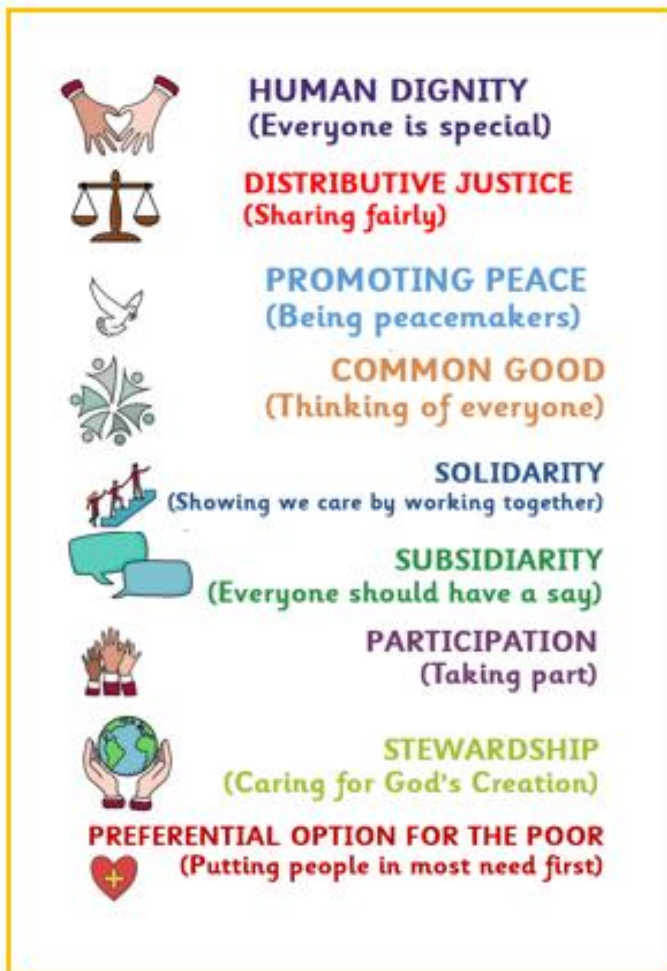 HUMAN DIGNITY
(Everyone is special)
DISTRIBUTIVE JUSTICE
(Sharing fairly)
PROMOTING PEACE
(Being peacemakers)
COMMON GOOD
(Thinking of everyone)
SOLIDARITY
(Showing we care by working together)
SUBSIDIARITY
(Everyone should have a say)
PARTICIPATION
(Taking part)
STEWARDSHIP
(Caring for God's Creation)
PREFERENTIAL OPTION FOR THE POOR
(Putting people in most need first)